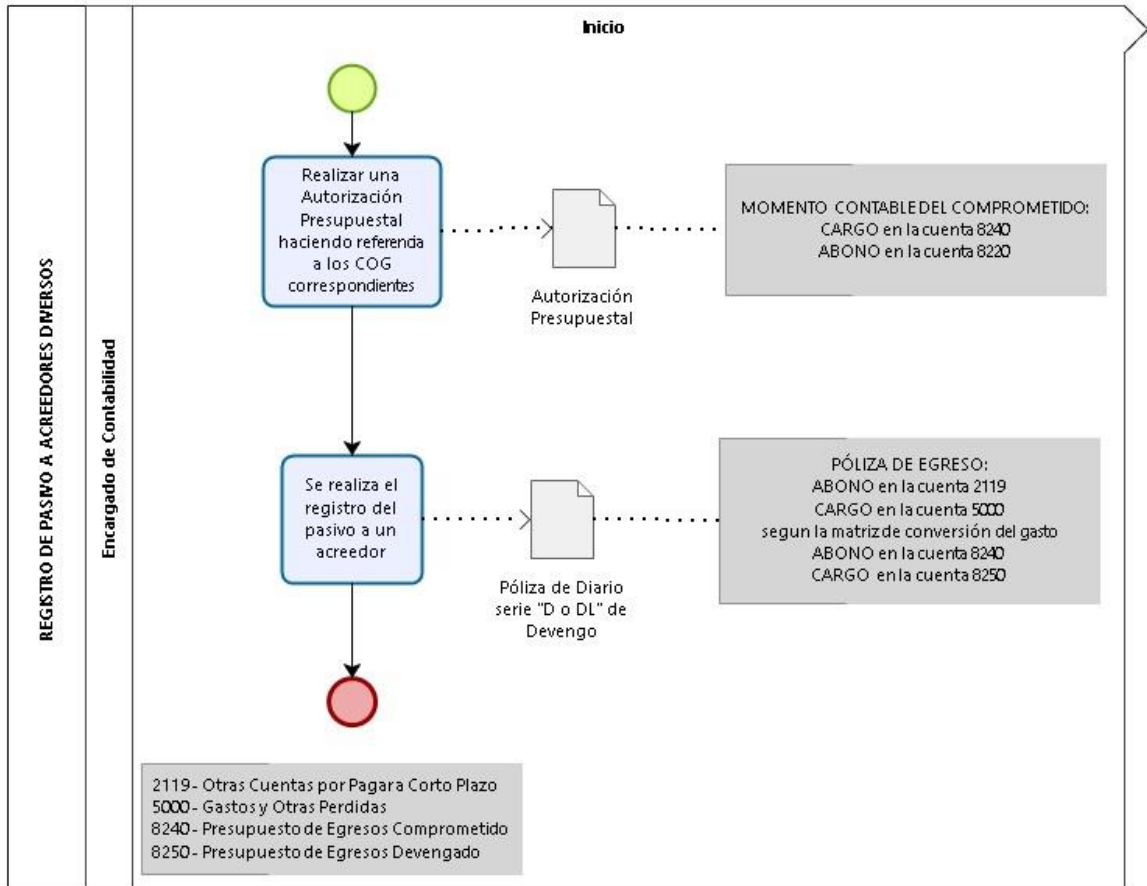 REGISTRO DE PASIVO A ACREEDORES DIVERSOS
Encargado de Contabilidad
Inicio
Realizar una
Autorización
Presupuestal
haciendo referencia
a los COG
correspondientes
Autorización
Presupuestal
MOMENTO CONTABLE DEL COMPROMETIDO:
CARGO en la cuenta 8240
ABONO en la cuenta 8220
Se realiza el
registro del
pasivo a un
acreedor
Póliza de Diario
serie "D o DL" de
Devengo
PÓLIZA DE EGRESO:
ABONO en la cuenta 2119
CARGO en la cuenta 5000
segun la matriz de conversión del gasto
ABONO en la cuenta 8240
CARGO en la cuenta 8250
2119- Otras Cuentas por Pagar a Corto Plazo
5000- Gastos y Otras Perdidas
8240- Presupuesto de Egresos Comprometido
8250- Presupuesto de Egresos Devengado